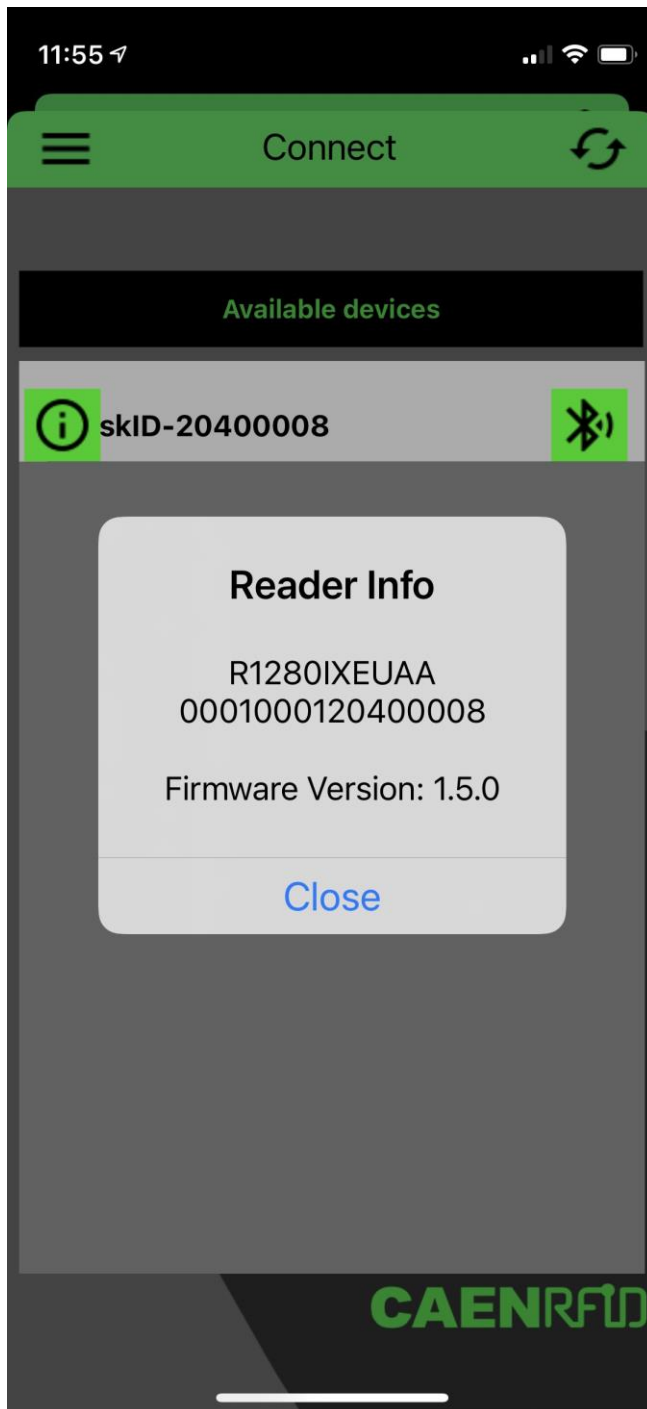 11:55
Connect
Available devices
skID-20400008
Reader Info
R1280IXEUAA
0001000120400008
Firmware Version: 1.5.0
Close
CAENRFID